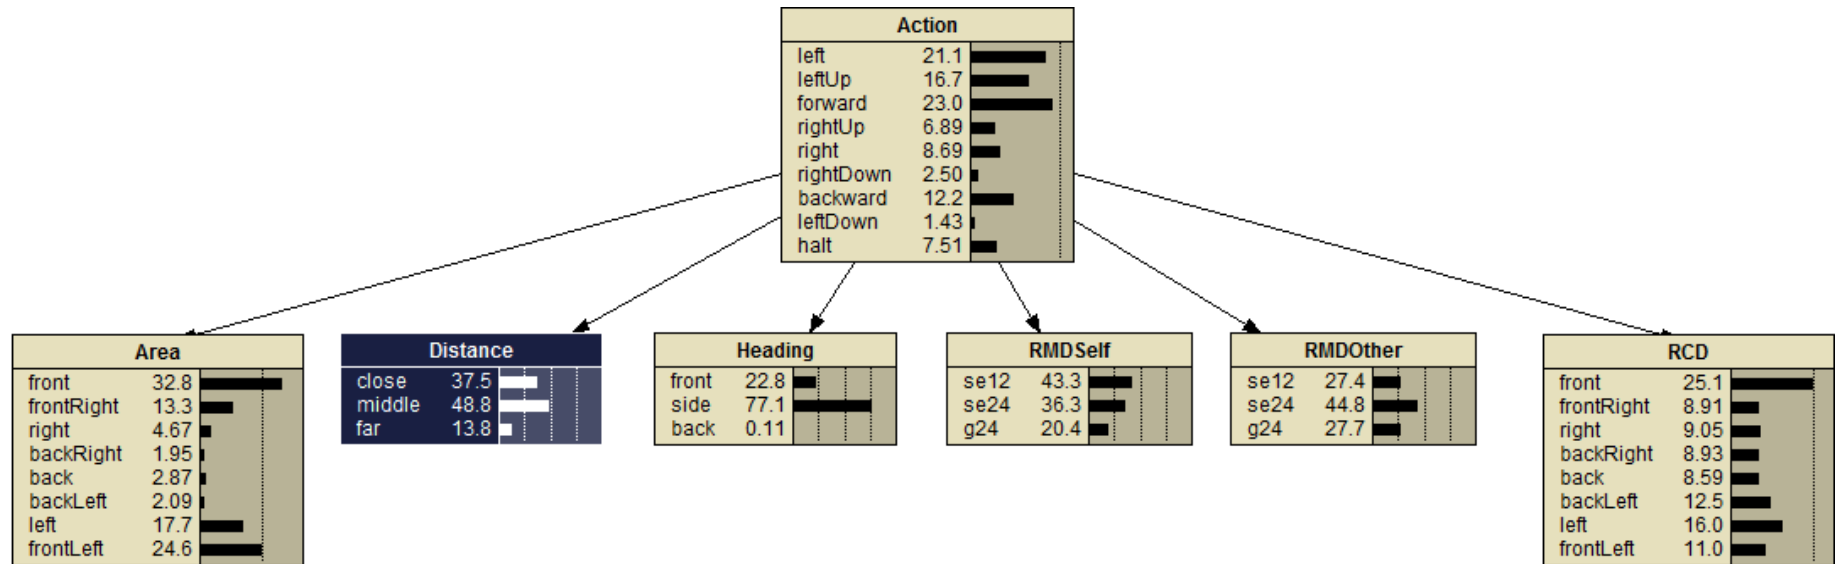 Action
left 21.1
leftUp 16.7
forward 23.0
rightUp 6.89
right 8.69
rightDown 2.50
backward 12.2
leftDown 1.43
halt 7.51
Area
front 32.8
frontRight 13.3
right 4.67
backRight 1.95
back 2.87
backLeft 2.09
left 17.7
frontLeft 24.6
Distance
close 37.5
middle 48.8
far 13.8
Heading
front 22.8
side 77.1
back 0.11
RMDSelf
se12 43.3
se24 36.3
g24 20.4
RMDOther
se12 27.4
se24 44.8
g24 27.7
RCD
front 25.1
frontRight 8.91
right 9.05
backRight 8.93
back 8.59
backLeft 12.5
left 16.0
frontLeft 11.0